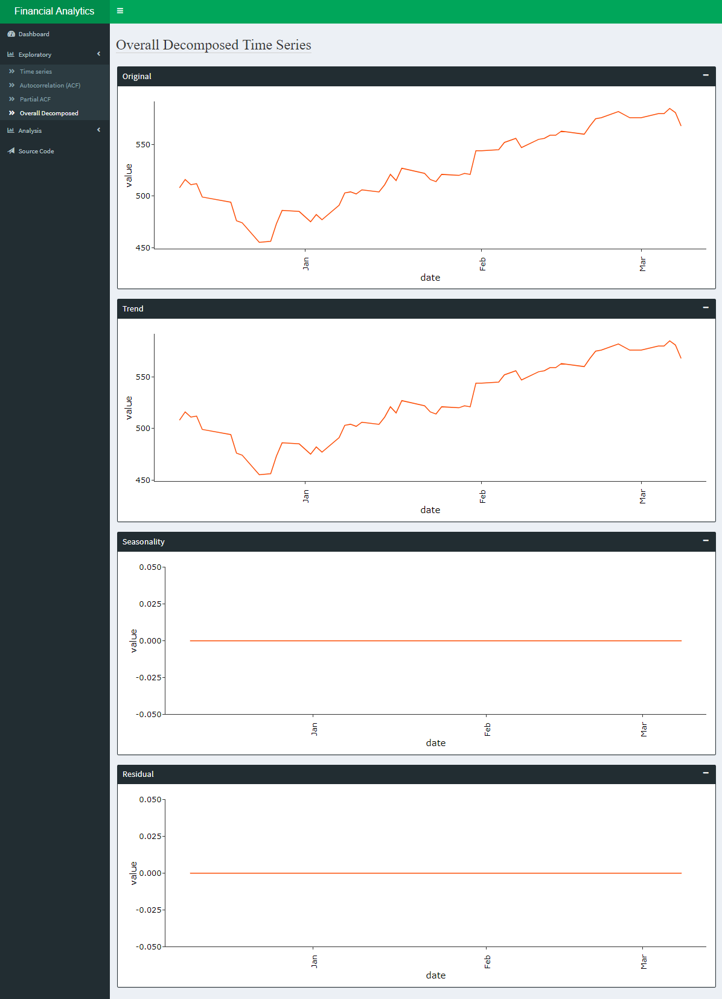 Financial Analytics
Dashboard
Exploratory
Time series
Autocorrelation (ACF)
Partial ACF
Overall Decomposed
Analysis
Source Code
Overall Decomposed Time Series
Original
value
550
500
450
Jan
Feb
Mar
date
Trend
value
550
500
450
Jan
Feb
Mar
date
Seasonality
value
0.050
0.025
0.000
-0.025
-0.050
Jan
Feb
Mar
date
Residual
value
0.050
0.025
0.000
-0.025
-0.050
Jan
Feb
Mar
date